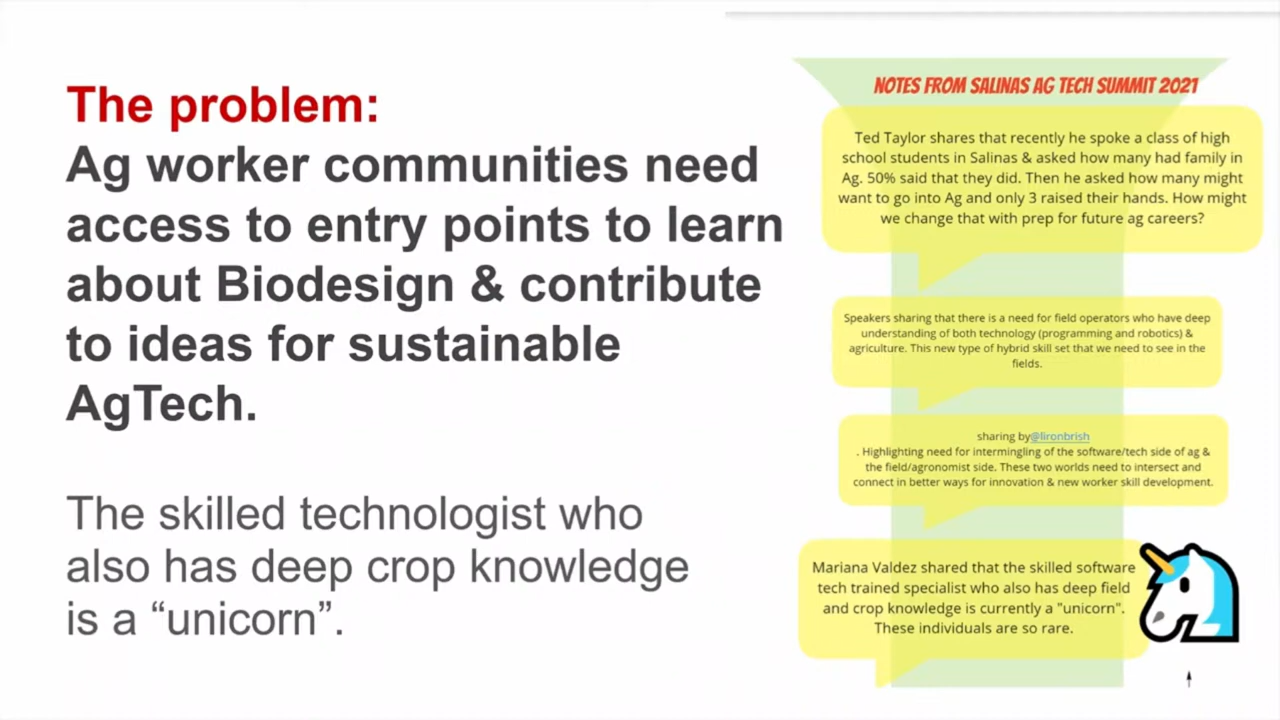 The problem:
Ag worker communities need
access to entry points to learn
about Biodesign & contribute
to ideas for sustainable
AgTech.
The skilled technologist who
also has deep crop knowledge
is a “unicorn”.
NOTES FROM SALINAS AG TECH SUMMIT 2021
Ted Taylor shares that recently he spoke a class of high
school students in Salinas & asked how many had family in
Ag. 50% said that they did. Then he asked how many might
want to go into Ag and only 3 raised their hands. How might
we change that with prep for future ag careers?
Speakers sharing that there is a need for field operators who have deep
understanding of both technology (programming and robotics) &
agriculture. This new type of hybrid skill set that we need to see in the
fields.
sharing by@lironbrish
. Highlighting need for intermingling of the software/tech side of ag &
the field/agronomist side. These two worlds need to intersect and
connect in better ways for innovation & new worker skill development.
Mariana Valdez shared that the skilled software
tech trained specialist who also has deep field
and crop knowledge is currently a "unicorn".
These individuals are so rare.